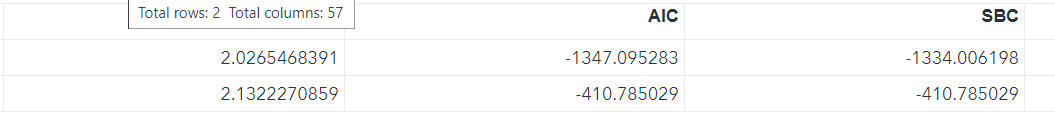 Total rows: 2 Total columns: 57
AIC SBC
2.0265468391 -1347.095283 -1334.006198
2.1322270859 -410.785029 -410.785029